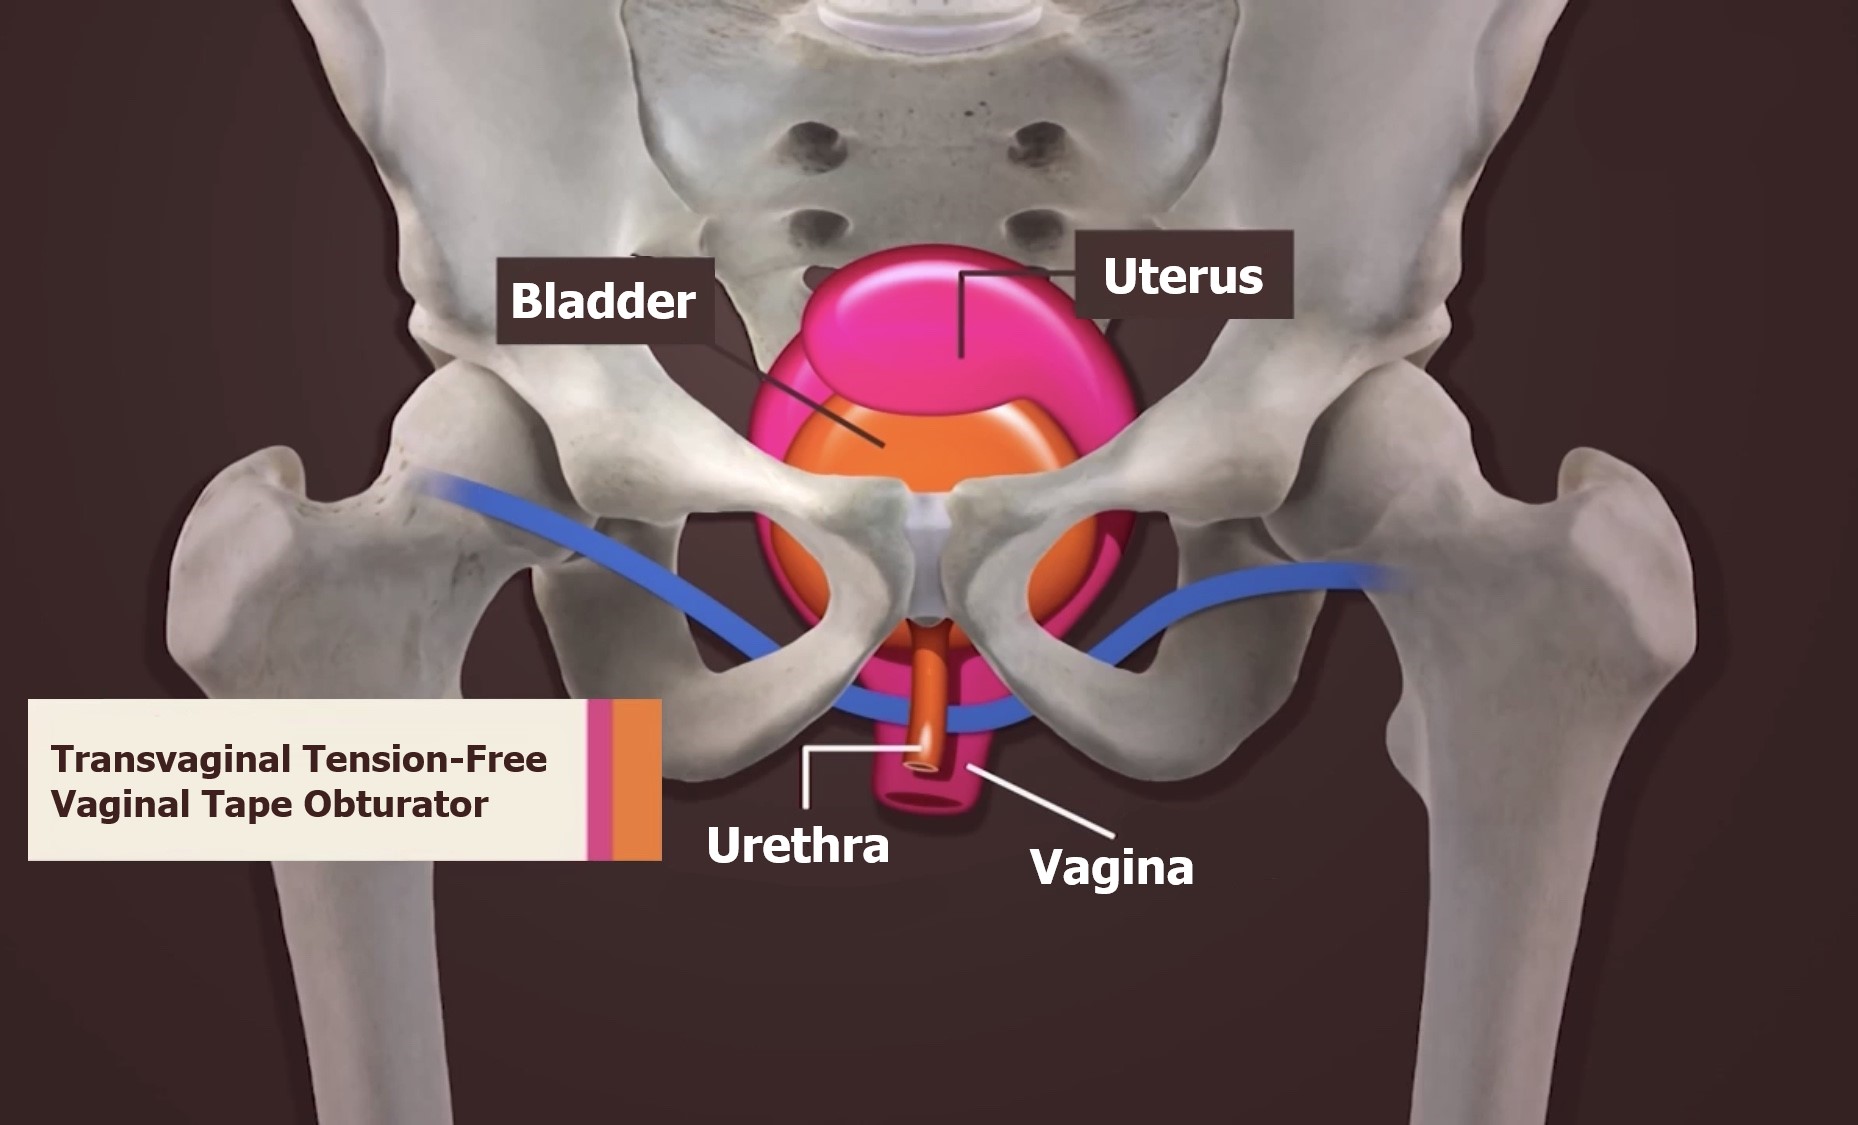 Bladder
Uterus
Transvaginal Tension-Free
Vaginal Tape Obturator
Urethra
Vagina